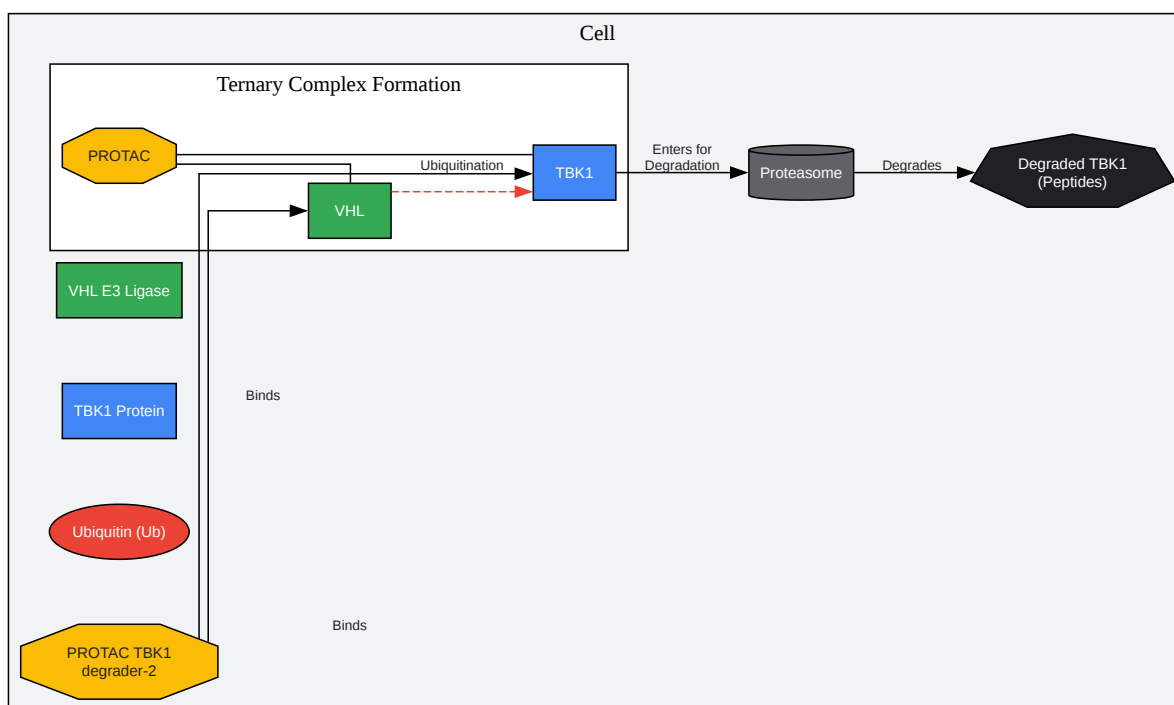 Cell
Ternary Complex Formation
PROTAC
Ubiquitination
TBK1
VHL
Enters for
Degradation
Proteasome
Degrades
Degraded TBK1
(Peptides)
VHL E3 Ligase
TBK1 Protein
Binds
Ubiquitin (Ub)
Binds
PROTAC TBK1
degrader-2